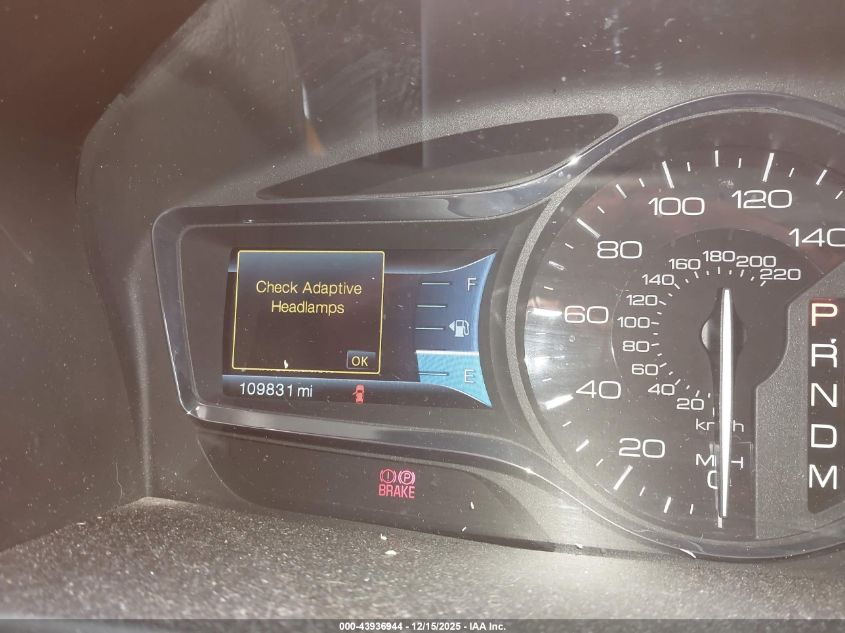 Check Adaptive
Headlamps
OK
109831 mi
F
E
BRAKE
P
20
40
60
80
100
120
140
20
40
60
80
100
120
140
160
180
200
220
km/h
MPH
0
P
R
N
D
M
000-43936944 - 12/15/2025 - IAA Inc.